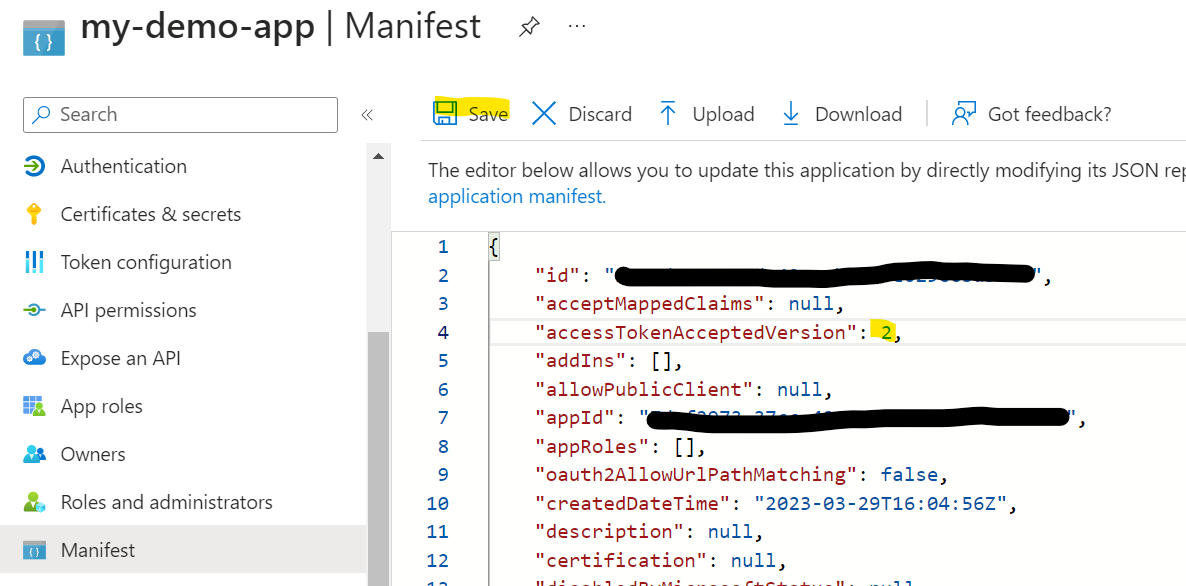 my-demo-app | Manifest
Search
Save
Discard
Upload
Download
Got feedback?
Authentication
Certificates & secrets
Token configuration
API permissions
Expose an API
App roles
Owners
Roles and administrators
Manifest
The editor below allows you to update this application by directly modifying its JSON
application manifest.
1 {
2 "id": "",
3 "acceptMappedClaims": null,
4 "accessTokenAcceptedVersion": 2,
5 "addIns": [],
6 "allowPublicClient": null,
7 "appId": "",
8 "appRoles": [],
9 "oauth2AllowUrlPathMatching": false,
10 "createdDateTime": "2023-03-29T16:04:56Z",
11 "description": null,
12 "certification": null,